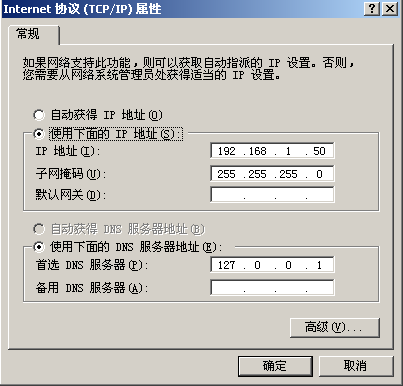 Internet 协议 (TCP/IP) 属性
常规
如果网络支持此功能，则可以获取自动指派的 IP 设置。否则，
您需要从网络系统管理员处获得适当的 IP 设置。
自动获得 IP 地址(O)
使用下面的 IP 地址(S):
IP 地址(I): 192 .168 . 1 . 50
子网掩码(U): 255 .255 .255 . 0
默认网关(D): . . .
自动获得 DNS 服务器地址(B)
使用下面的 DNS 服务器地址(E):
首选 DNS 服务器(P): 127 . 0 . 0 . 1
备用 DNS 服务器(A): . . .
高级(V)...
确定 取消